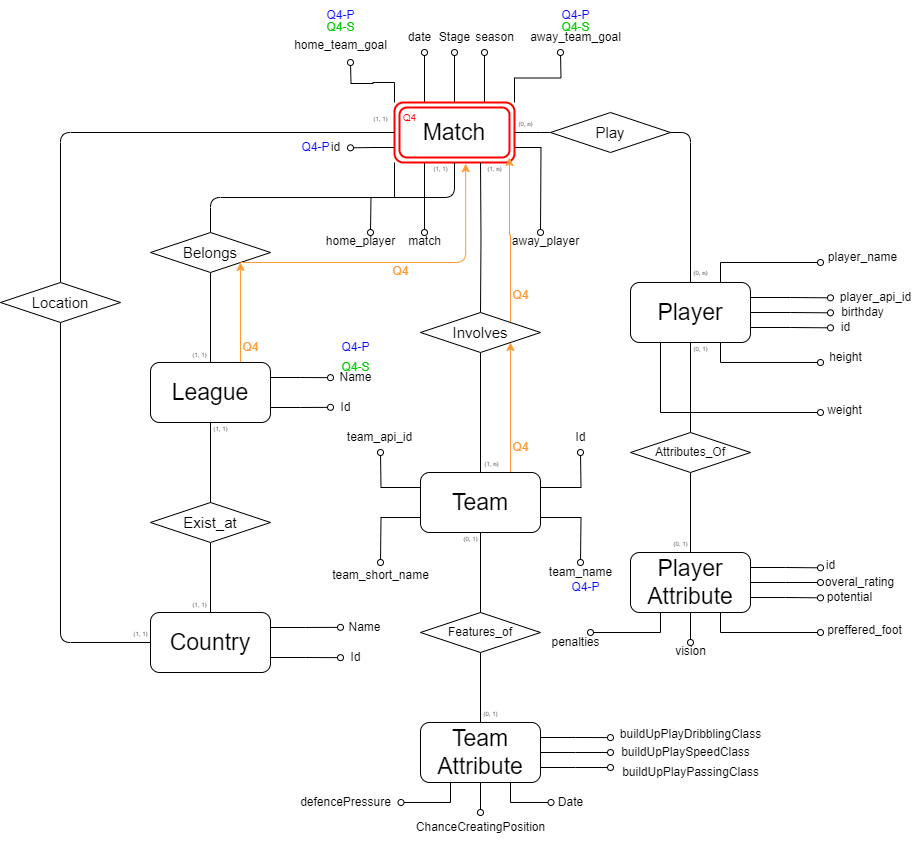 Q4-P
Q4-S
home_team_goal
date
Stage
season
Q4-P
Q4-S
away_team_goal
(1, 1)
Q4
Match
(0, n)
Play
Q4-P id
(1, 1)
(1, n)
home_player
match
away_player
Belongs
Q4
Location
Q4
Involves
Q4
(0, n)
player_name
Player
player_api_id
birthday
id
(0, 1)
height
weight
(1, 1)
Q4-P
Q4-S
League
Name
Id
(1, 1)
team_api_id
Q4
Id
Attributes_Of
(1, n)
Team
(0, 1)
Exist_at
team_short_name
team_name
Q4-P
(0, 1)
Player
Attribute
id
overal_rating
potential
preffered_foot
penalties
vision
(1, 1)
(1, 1)
Country
Name
Id
Features_of
(0, 1)
Team
Attribute
buildUpPlayDribblingClass
buildUpPlaySpeedClass
buildUpPlayPassingClass
defencePressure
Date
ChanceCreatingPosition